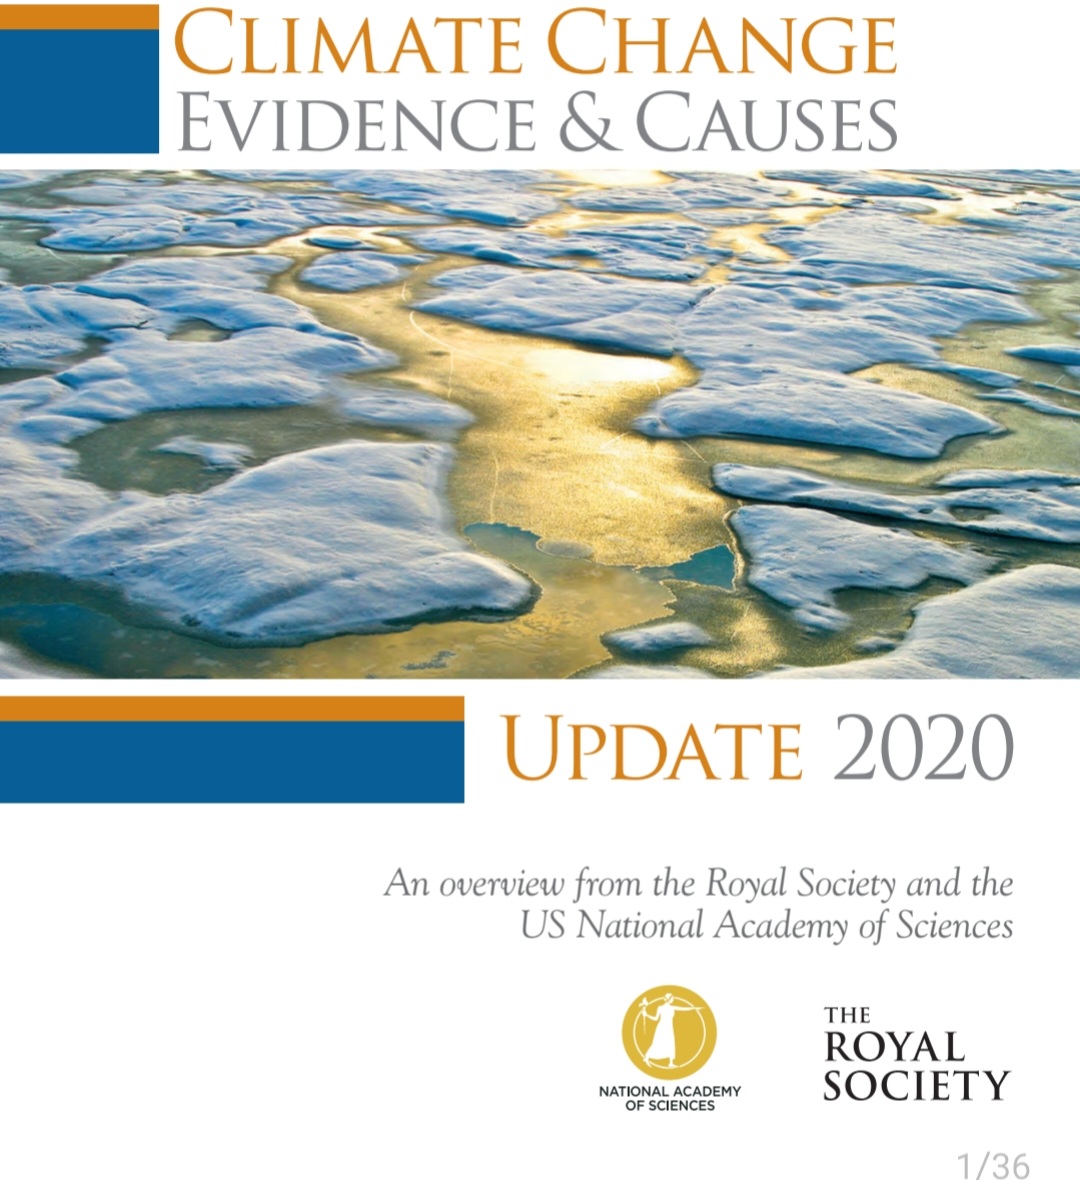 CLIMATE CHANGE
EVIDENCE & CAUSES
UPDATE 2020
An overview from the Royal Society and the
US National Academy of Sciences
NATIONAL ACADEMY
OF SCIENCES
THE
ROYAL
SOCIETY
1/36